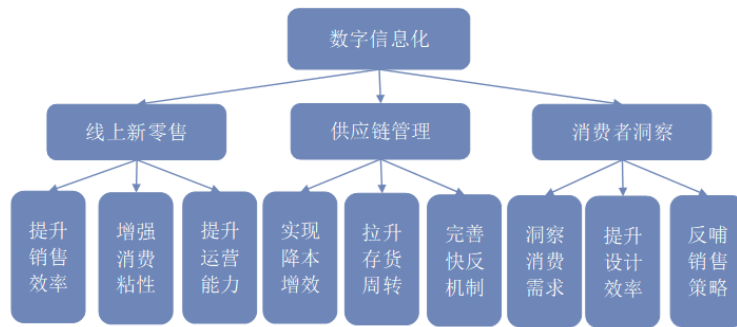 数字信息化
线上新零售
供应链管理
消费者洞察
提升
销售
效率
增强
消费
粘性
提升
运营
能力
实现
降本
增效
拉升
存货
周转
完善
快反
机制
洞察
消费
需求
提升
设计
效率
反哺
销售
策略